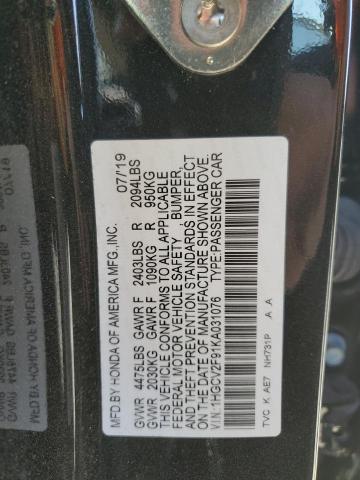 MFD.BY HONDA OF AMERICA MFG.,INC. 07/19
GVWR 4475LBS GAWR F 2403LBS R 2094LBS
GVWR 2030KG GAWR F 1090KG R 950KG
THIS VEHICLE CONFORMS TO ALL APPLICABLE
FEDERAL MOTOR VEHICLE SAFETY, BUMPER,
AND THEFT PREVENTION STANDARDS IN EFFECT
ON THE DATE OF MANUFACTURE SHOWN ABOVE.
V.I.N.:1HGCV2F91KA031076 TYPE:PASSENGER CAR
TVC K AE7 NH731P A A